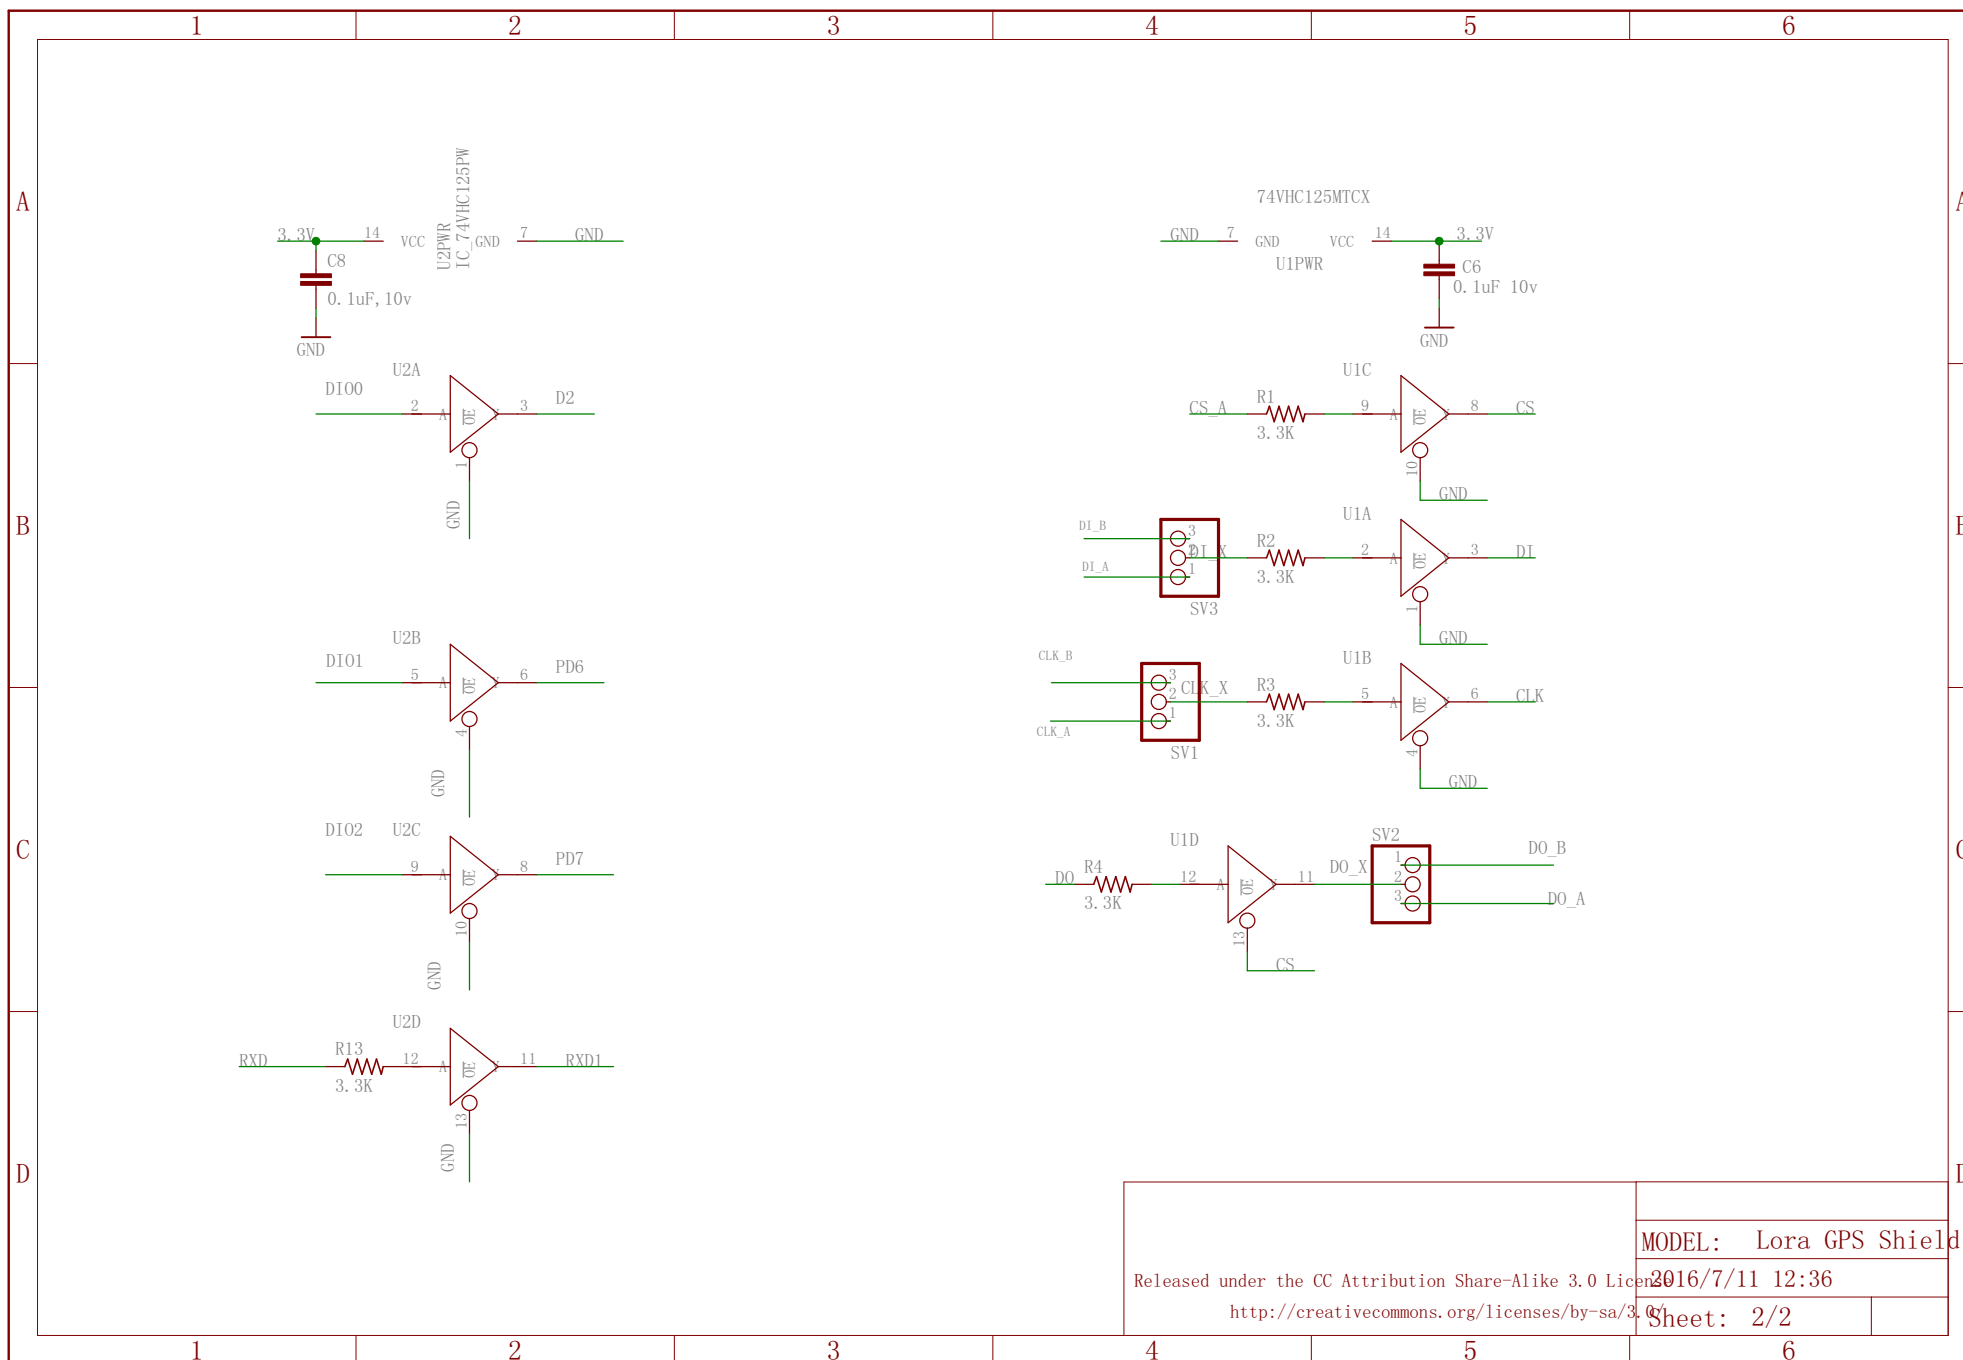 1 2 3 4 5 6
A
74VHC125MTCX
U2PWR
IC_74VHC125PW
3.3V 14 VCC GND 7 GND
C8
0.1uF,10v
GND
GND 7 GND VCC 14 3.3V
U1PWR
C6
0.1uF 10v
GND
U2A
DIO0 2 A OE Y 3 D2
1
GND
U1C
CS_A R1 9 A OE Y 8 CS
3.3K
10
GND
B
U1A
DI_B 3
DI_X 2 R2 2 A OE Y 3 DI
DI_A 1 3.3K
SV3
1
GND
U2B
DIO1 5 A OE Y 6 PD6
4
GND
U1B
CLK_B 3
2 CLK_X R3 5 A OE Y 6 CLK
CLK_A 1 3.3K
SV1
4
GND
C
DIO2 U2C
9 A OE Y 8 PD7
10
GND
U1D SV2
DO R4 12 A OE Y 11 DO_X 2
3.3K
1 DO_B
3 DO_A
13
CS
U2D
RXD R13 12 A OE Y 11 RXD1
3.3K
13
GND
D
MODEL: Lora GPS Shield
Released under the CC Attribution Share-Alike 3.0 License
2016/7/11 12:36
http://creativecommons.org/licenses/by-sa/3.0/
Sheet: 2/2
1 2 3 4 5 6